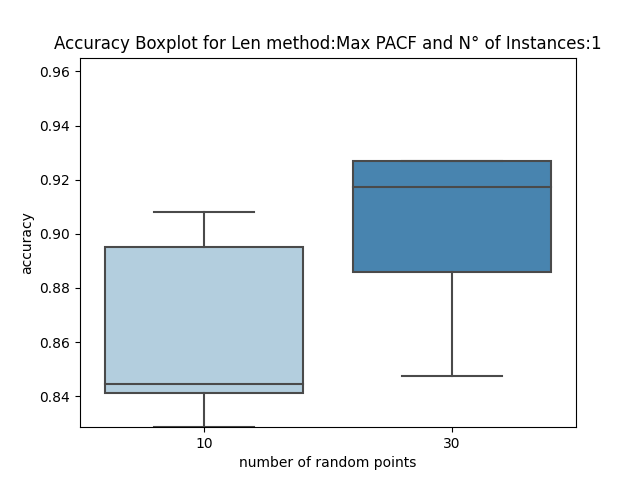 Accuracy Boxplot for Len method:Max PACF and N° of Instances:1
0.96
0.94
0.92
0.90
0.88
0.86
0.84
accuracy
10 30
number of random points